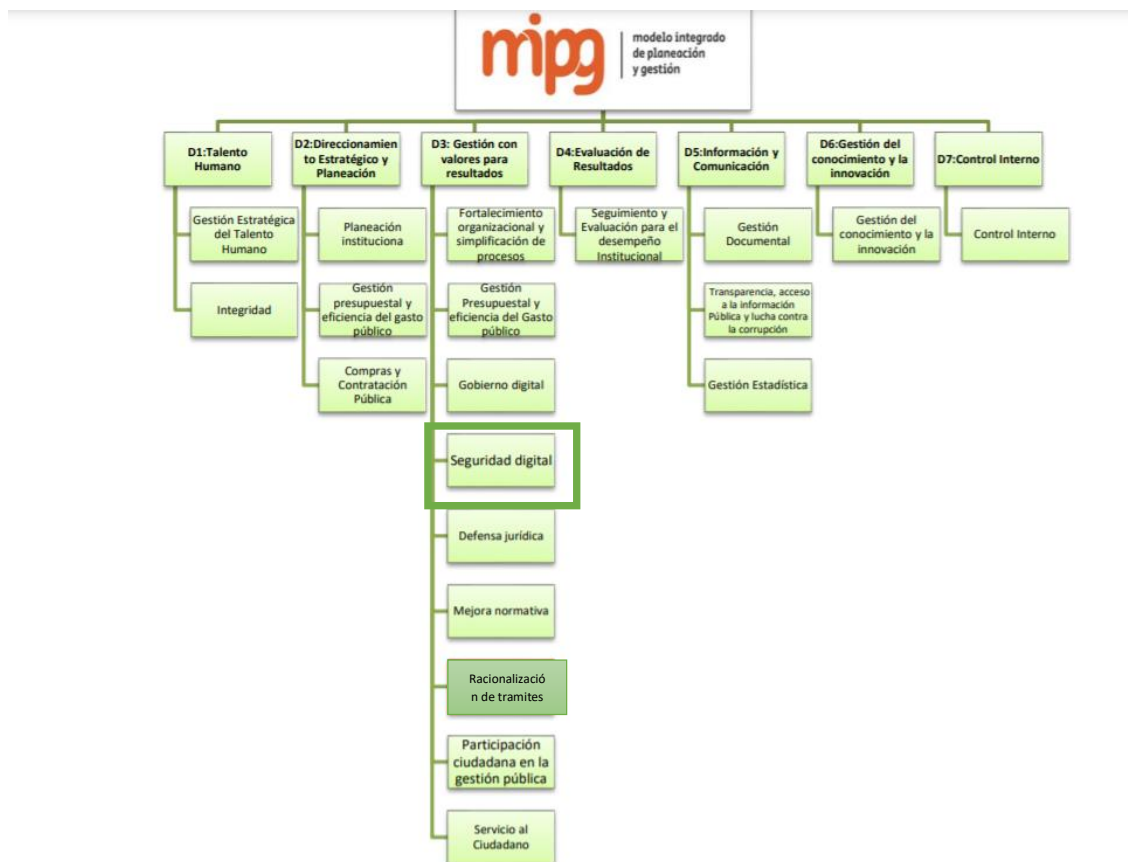 mipg
modelo integrado
de planeación
y gestión
D1:Talento
Humano
D2:Direccionamien
to Estratégico y
Planeación
D3: Gestión con
valores para
resultados
D4:Evaluación de
Resultados
D5:Información y
Comunicación
D6:Gestión del
conocimiento y la
innovación
D7:Control Interno
Gestión Estratégica
del Talento
Humano
Integridad
Planeación
instituciona
Gestión
presupuestal y
eficiencia del gasto
público
Compras y
Contratación
Pública
Fortalecimiento
organizacional y
simplificación de
procesos
Gestión
Presupuestal y
eficiencia del Gasto
público
Gobierno digital
Seguridad digital
Defensa jurídica
Mejora normativa
Racionalizació
n de tramites
Participación
ciudadana en la
gestión pública
Servicio al
Ciudadano
Seguimiento y
Evaluación para el
desempeño
Institucional
Gestión
Documental
Transparencia, acceso
a la información
Pública y lucha contra
la corrupción
Gestión Estadística
Gestión del
conocimiento y la
innovación
Control Interno